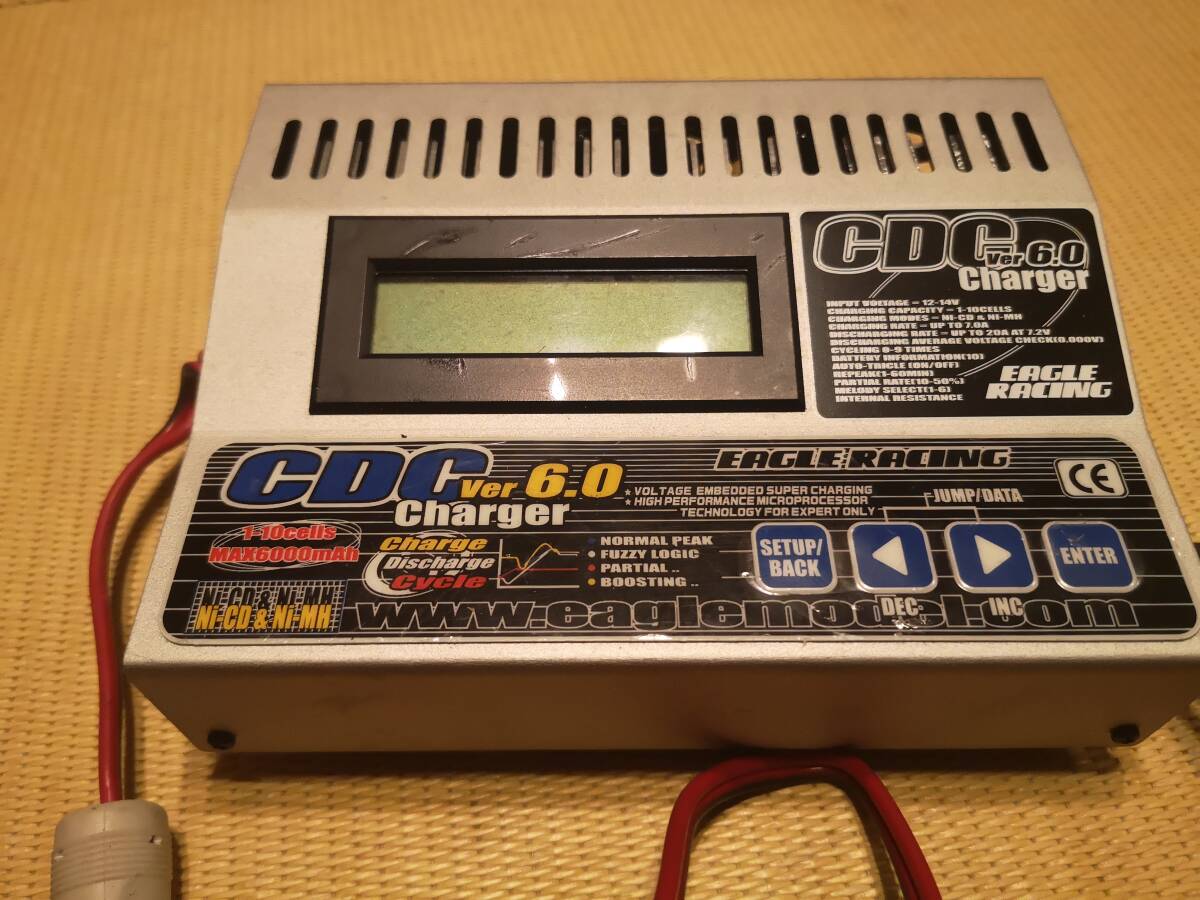 CDC Ver 6.0
Charger
INPUT VOLTAGE - 12-14V
CHARGING CAPACITY - 1-10CELLS
CHARGING MODES - NI-CD & NI-MH
CHARGING RATE - UP TO 7.0A
DISCHARGING RATE - UP TO 20A AT 7.2V
DISCHARGING AVERAGE VOLTAGE CHECK(0.000V)
CYCLING 0-9 TIMES
BATTERY INFORMATION(10)
AUTO-TRICLE (ON/OFF)
REPEAK(1-60MIN)
PARTIAL RATE(10-50%)
MELODY SELECT(1-6)
INTERNAL RESISTANCE
EAGLE
RACING
CDC Ver 6.0
Charger
EAGLE RACING
★ VOLTAGE EMBEDDED SUPER CHARGING
★ HIGH PERFORMANCE MICROPROCESSOR
TECHNOLOGY FOR EXPERT ONLY
JUMP/DATA
CE
1-10cells
MAX6000mAh
Charge
Discharge
Cycle
NORMAL PEAK
FUZZY LOGIC
PARTIAL ..
BOOSTING ..
SETUP/
BACK
ENTER
DEC.
INC.
Ni-CD & Ni-MH
Ni-CD & Ni-MH
www.eaglemodel.com